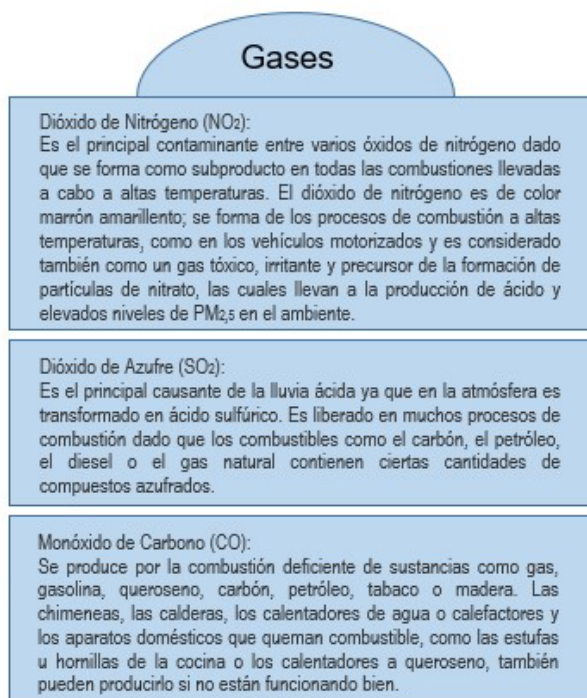 Gases
Dióxido de Nitrógeno (NO₂):
Es el principal contaminante entre varios óxidos de nitrógeno dado
que se forma como subproducto en todas las combustiones llevadas
a cabo a altas temperaturas. El dióxido de nitrógeno es de color
marrón amarillento; se forma de los procesos de combustión a altas
temperaturas, como en los vehículos motorizados y es considerado
también como un gas tóxico, irritante y precursor de la formación de
partículas de nitrato, las cuales llevan a la producción de ácido y
elevados niveles de PM₂,₅ en el ambiente.
Dióxido de Azufre (SO₂):
Es el principal causante de la lluvia ácida ya que en la atmósfera es
transformado en ácido sulfúrico. Es liberado en muchos procesos de
combustión dado que los combustibles como el carbón, el petróleo,
el diesel o el gas natural contienen ciertas cantidades de
compuestos azufrados.
Monóxido de Carbono (CO):
Se produce por la combustión deficiente de sustancias como gas,
gasolina, queroseno, carbón, petróleo, tabaco o madera. Las
chimeneas, las calderas, los calentadores de agua o calefactores y
los aparatos domésticos que queman combustible, como las estufas
u hornillas de la cocina o los calentadores a queroseno, también
pueden producirlo si no están funcionando bien.